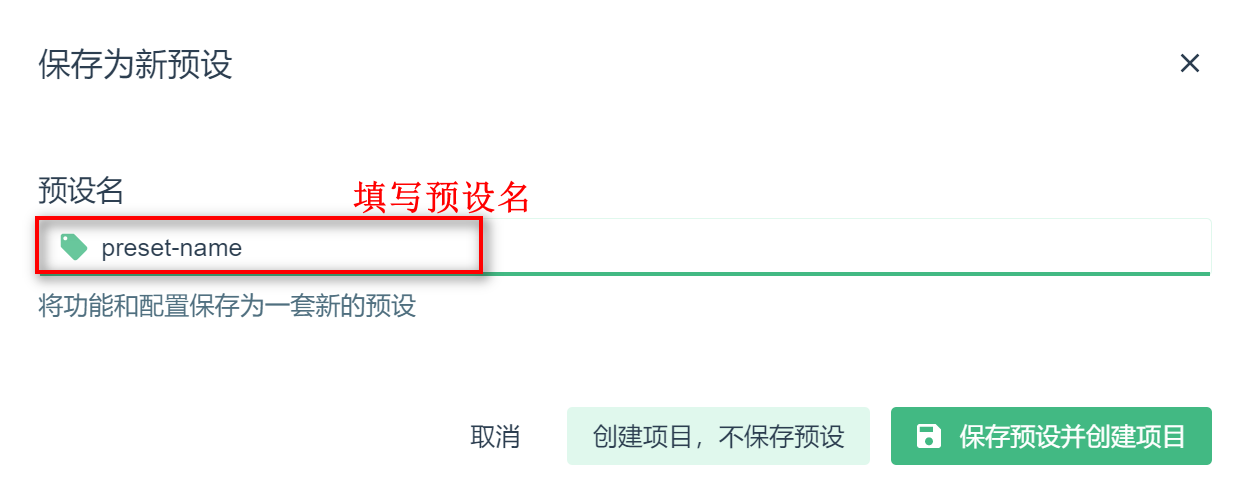 保存为新预设
预设名
填写预设名
preset-name
将功能和配置保存为一套新的预设
取消
创建项目，不保存预设
保存预设并创建项目